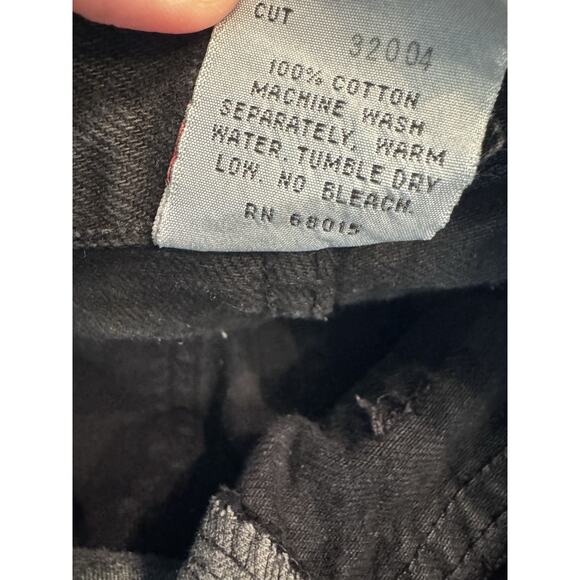 CUT
32004
100% COTTON
MACHINE WASH
SEPARATELY. WARM
WATER. TUMBLE DRY
LOW. NO BLEACH.
RN 68015